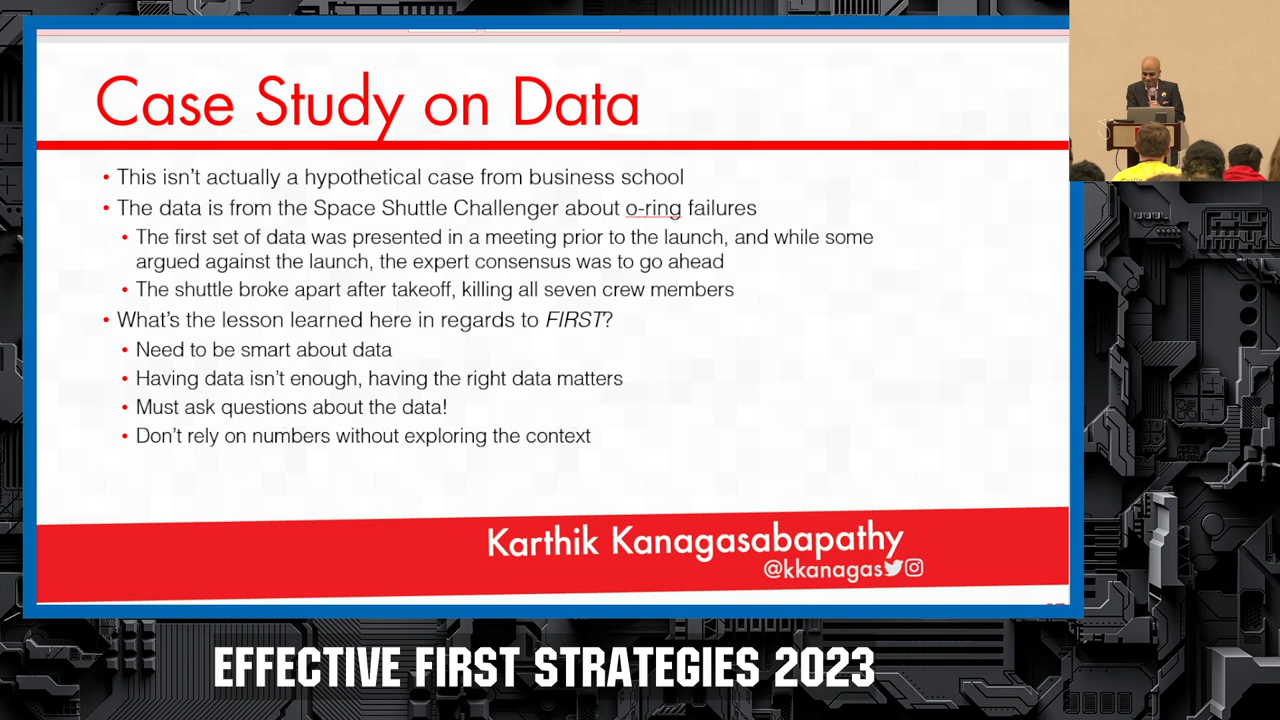 Case Study on Data
• This isn't actually a hypothetical case from business school
• The data is from the Space Shuttle Challenger about o-ring failures
• The first set of data was presented in a meeting prior to the launch, and while some
argued against the launch, the expert consensus was to go ahead
• The shuttle broke apart after takeoff, killing all seven crew members
• What's the lesson learned here in regards to FIRST?
• Need to be smart about data
• Having data isn't enough, having the right data matters
• Must ask questions about the data!
• Don't rely on numbers without exploring the context
Karthik Kanagasabapathy
@kkanagas
EFFECTIVE FIRST STRATEGIES 2023